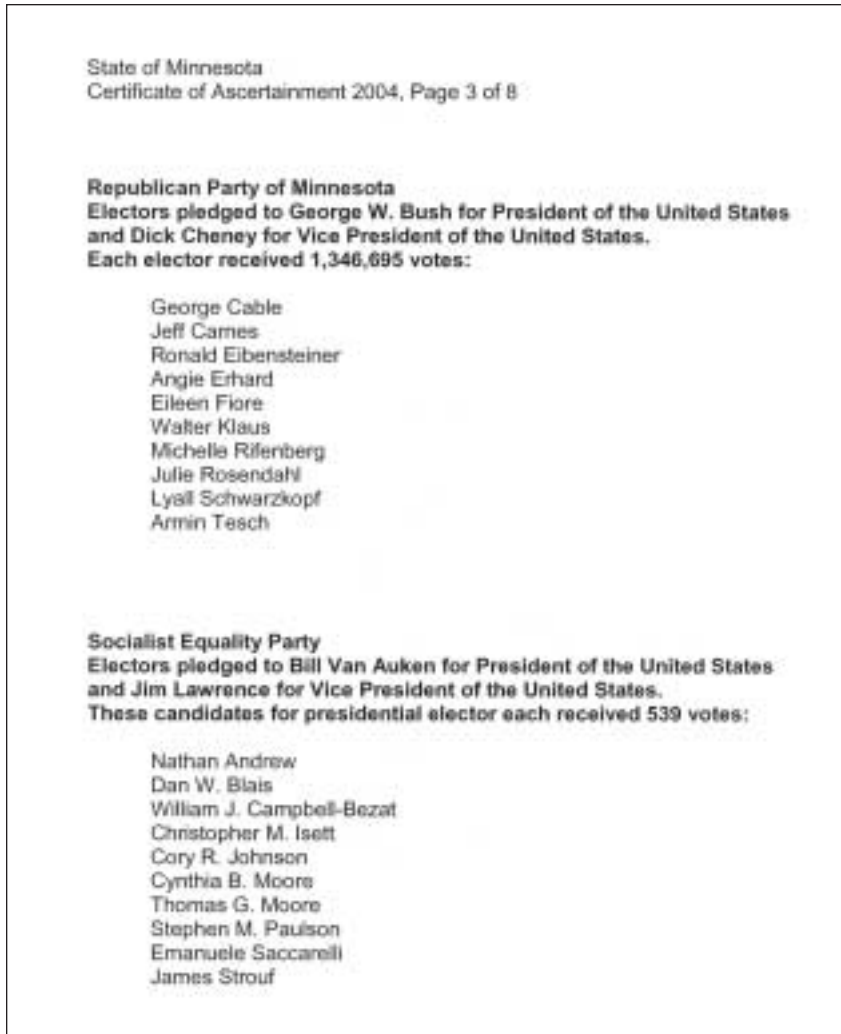 State of Minnesota
Certificate of Ascertainment 2004, Page 3 of 8
Republican Party of Minnesota
Electors pledged to George W. Bush for President of the United States
and Dick Cheney for Vice President of the United States.
Each elector received 1,346,695 votes:
George Cable
Jeff Carnes
Ronald Eibensteiner
Angie Erhard
Eileen Fiore
Walter Klaus
Michelle Rifenberg
Julie Rosendahl
Lyall Schwarzkopf
Armin Tesch
Socialist Equality Party
Electors pledged to Bill Van Auken for President of the United States
and Jim Lawrence for Vice President of the United States.
These candidates for presidential elector each received 539 votes:
Nathan Andrew
Dan W. Blais
William J. Campbell-Bezat
Christopher M. Isett
Cory R. Johnson
Cynthia B. Moore
Thomas G. Moore
Stephen M. Paulson
Emanuele Saccarelli
James Strouf